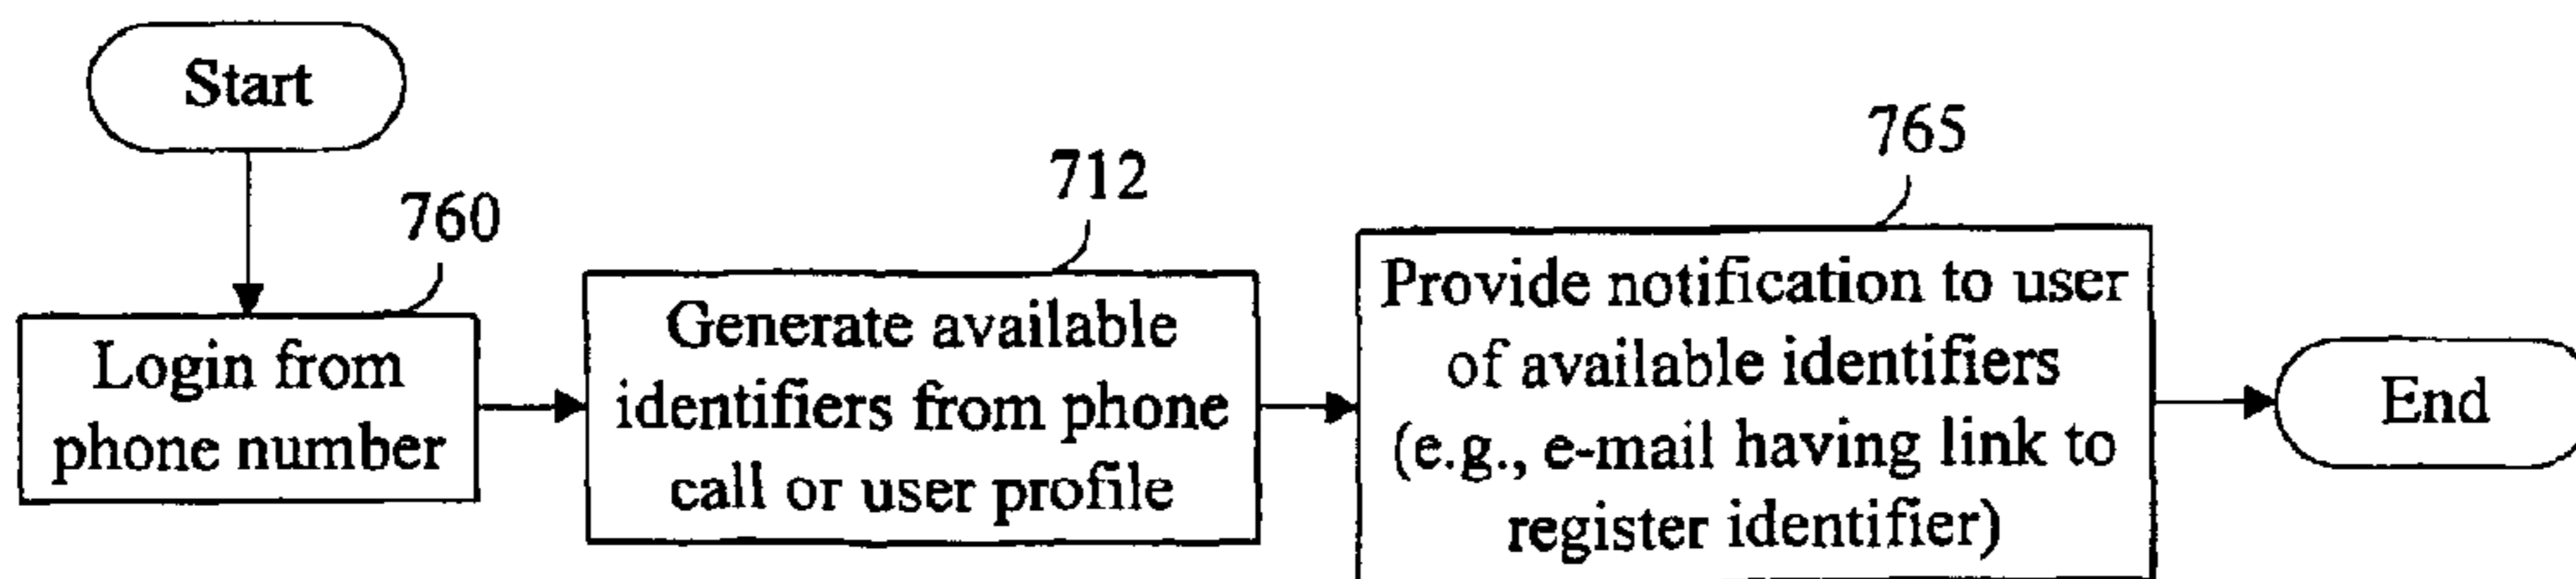 Start
760
Login from
phone number
712
Generate available
identifiers from phone
call or user profile
765
Provide notification to user
of available identifiers
(e.g., e-mail having link to
register identifier)
End